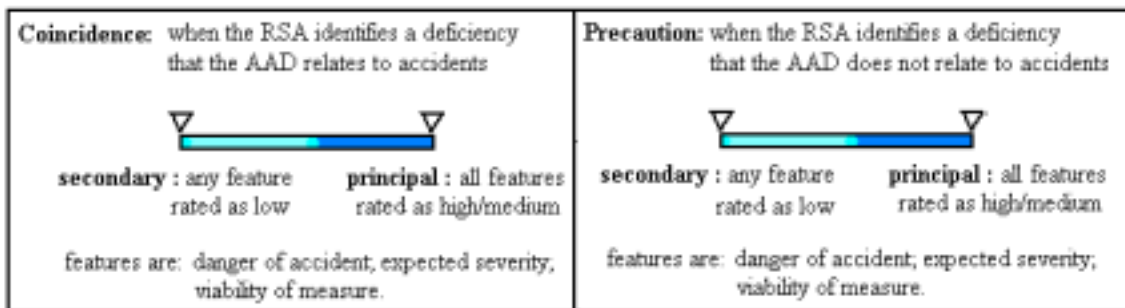 Coincidence: when the RSA identifies a deficiency
that the AAD relates to accidents
secondary : any feature
rated as low
principal : all features
rated as high/medium
features are: danger of accident; expected severity;
viability of measure.
Precaution: when the RSA identifies a deficiency
that the AAD does not relate to accidents
secondary : any feature
rated as low
principal : all features
rated as high/medium
features are: danger of accident; expected severity;
viability of measure.